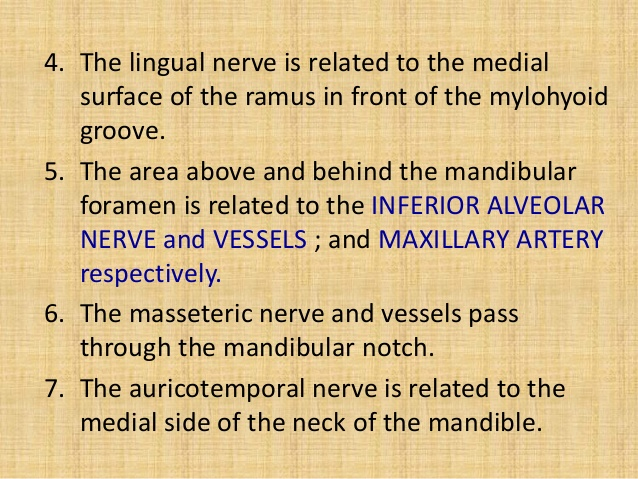 4. The lingual nerve is related to the medial
surface of the ramus in front of the mylohyoid
groove.
5. The area above and behind the mandibular
foramen is related to the INFERIOR ALVEOLAR
NERVE and VESSELS ; and MAXILLARY ARTERY
respectively.
6. The masseteric nerve and vessels pass
through the mandibular notch.
7. The auricotemporal nerve is related to the
medial side of the neck of the mandible.